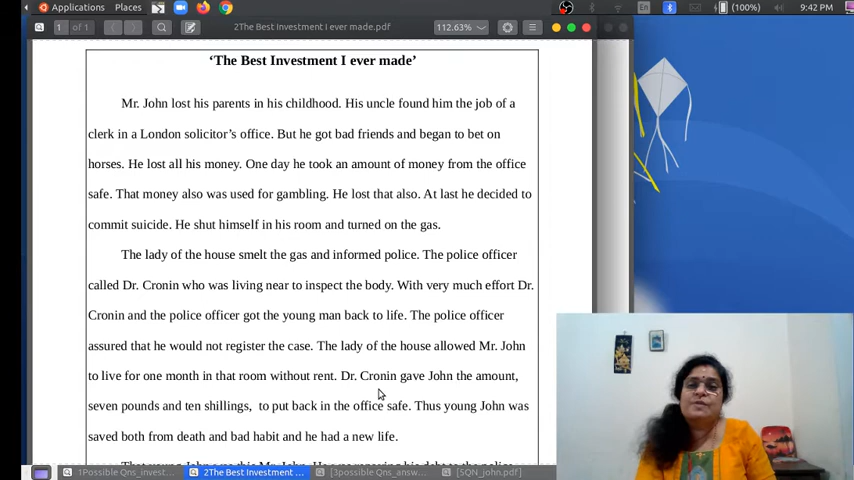 Applications Places En (100%) 9:42 PM
1 of 1 2The Best Investment I ever made.pdf 112.63%
‘The Best Investment I ever made’
Mr. John lost his parents in his childhood. His uncle found him the job of a
clerk in a London solicitor’s office. But he got bad friends and began to bet on
horses. He lost all his money. One day he took an amount of money from the office
safe. That money also was used for gambling. He lost that also. At last he decided to
commit suicide. He shut himself in his room and turned on the gas.
The lady of the house smelt the gas and informed police. The police officer
called Dr. Cronin who was living near to inspect the body. With very much effort Dr.
Cronin and the police officer got the young man back to life. The police officer
assured that he would not register the case. The lady of the house allowed Mr. John
to live for one month in that room without rent. Dr. Cronin gave John the amount,
seven pounds and ten shillings, to put back in the office safe. Thus young John was
saved both from death and bad habit and he had a new life.
1Possible Qns_invest... 2The Best Investment ... [3possible Qns_answ... [5QN_john.pdf]